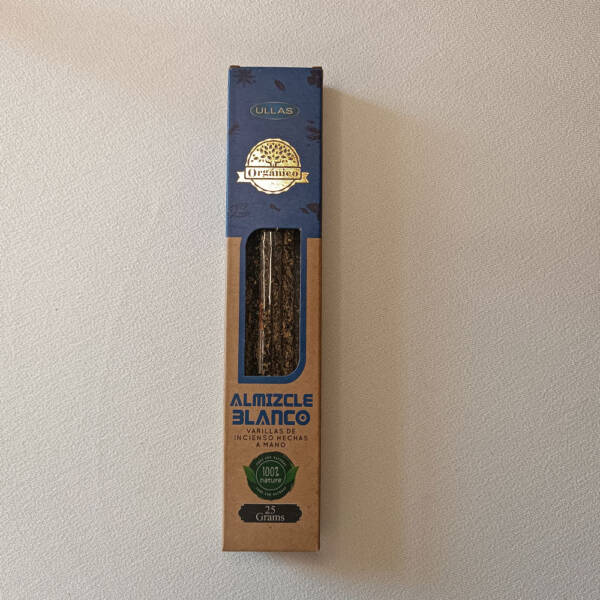 ULLAS
Orgánico
ALMIZCLE
BLANCO
VARILLAS DE
INCIENSO HECHAS
A MANO
100%
nature
25
Grams